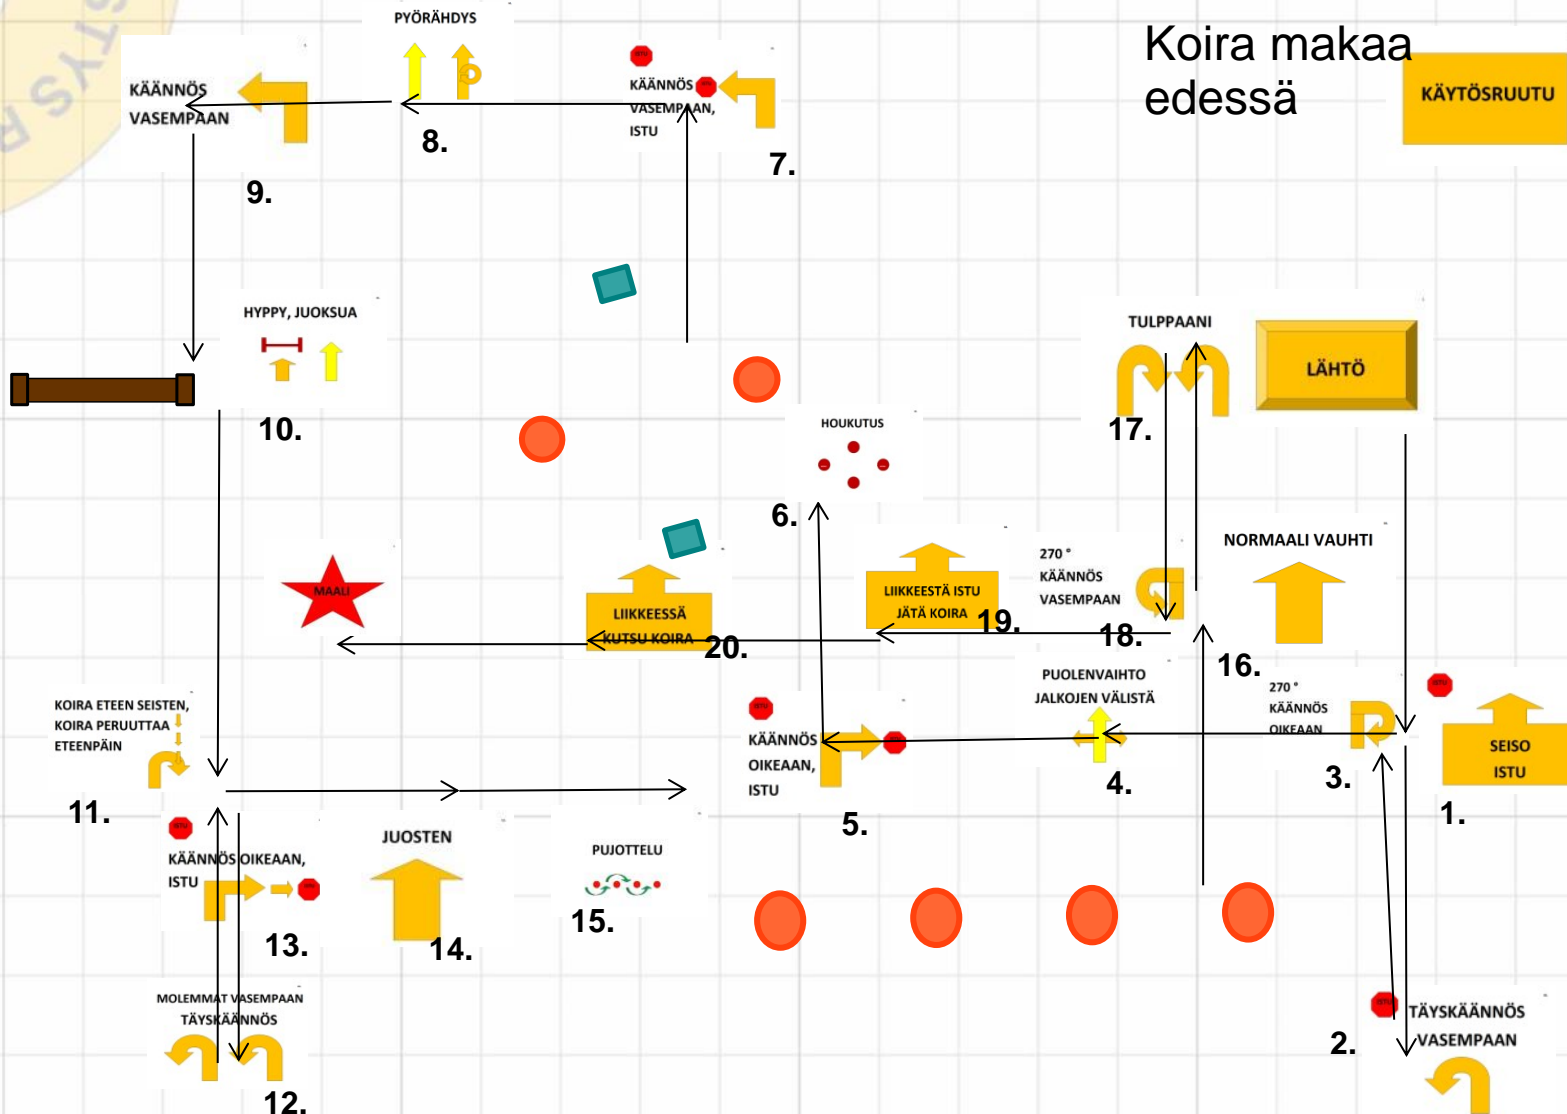 STYS R
PYÖRÄHDYS
8.
KÄÄNNÖS
VASEMPAAN
9.
KÄÄNNÖS
VASEMPAAN,
ISTU
7.
Koira makaa
edessä
KÄYTÖSRUUTU
HYPPY, JUOKSUA
10.
TULPPAANI
17.
LÄHTÖ
HOUKUTUS
6.
MAALI
LIIKKEESSÄ
KUTSU KOIRA
20.
LIIKKEESTÄ ISTU
JÄTÄ KOIRA
19.
270 °
KÄÄNNÖS
VASEMPAAN
18.
NORMAALI VAUHTI
16.
KOIRA ETEEN SEISTEN,
KOIRA PERUUTTAA
ETEENPÄIN
11.
KÄÄNNÖS
OIKEAAN,
ISTU
5.
PUOLENVAIHTO
JALKOJEN VÄLISTÄ
4.
270 °
KÄÄNNÖS
OIKEAAN
3.
ISTU
SEISO
ISTU
1.
KÄÄNNÖS OIKEAAN,
ISTU
13.
JUOSTEN
14.
PUJOTTELU
15.
MOLEMMAT VASEMPAAN
TÄYSKÄÄNNÖS
12.
ISTU
TÄYSKÄÄNNÖS
VASEMPAAN
2.